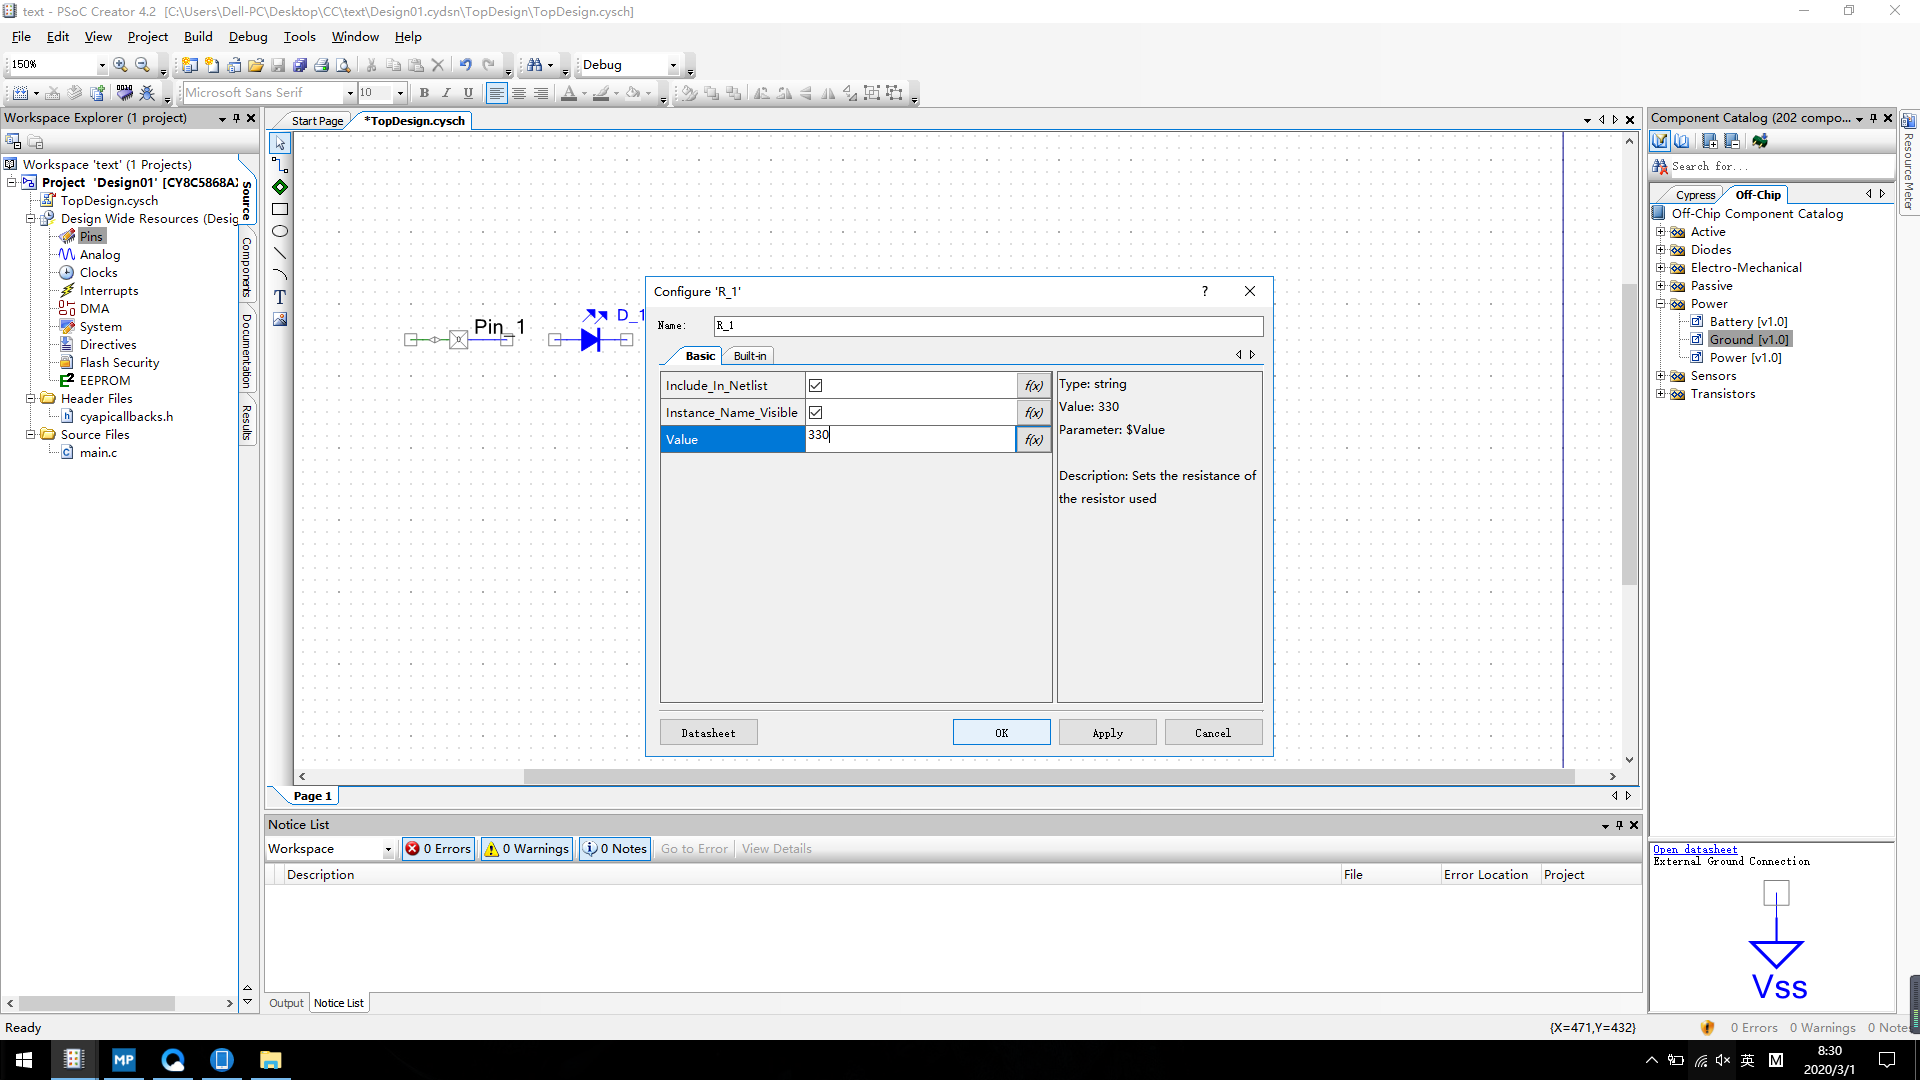 text - PSoC Creator 4.2 [C:\Users\Dell-PC\Desktop\CC\text\Design01.cydsn\TopDesign\TopDesign.cysch]
File Edit View Project Build Debug Tools Window Help
150% Debug
Microsoft Sans Serif 10 B I U A
Workspace Explorer (1 project)
Start Page *TopDesign.cysch
Component Catalog (202 compo...
Workspace 'text' (1 Projects)
Project 'Design01' [CY8C5868A
TopDesign.cysch
Design Wide Resources (Desig
Pins
Analog
Clocks
Interrupts
DMA
System
Directives
Flash Security
EEPROM
Header Files
cyapicallbacks.h
Source Files
main.c
Source
Components
Documentation
Results
Pin_1
D_1
Configure 'R_1'
Name: R_1
Basic Built-in
Include_In_Netlist f(x)
Instance_Name_Visible f(x)
Value 330 f(x)
Type: string
Value: 330
Parameter: $Value
Description: Sets the resistance of
the resistor used
Datasheet OK Apply Cancel
Page 1
Search for...
Cypress Off-Chip
Off-Chip Component Catalog
Active
Diodes
Electro-Mechanical
Passive
Power
Battery [v1.0]
Ground [v1.0]
Power [v1.0]
Sensors
Transistors
Resource Meter
Notice List
Workspace 0 Errors 0 Warnings 0 Notes Go to Error View Details
Description File Error Location Project
Output Notice List
Open datasheet
External Ground Connection
Vss
Ready {X=471,Y=432} 0 Errors 0 Warnings 0 Note
MP 英 M 8:30
2020/3/1